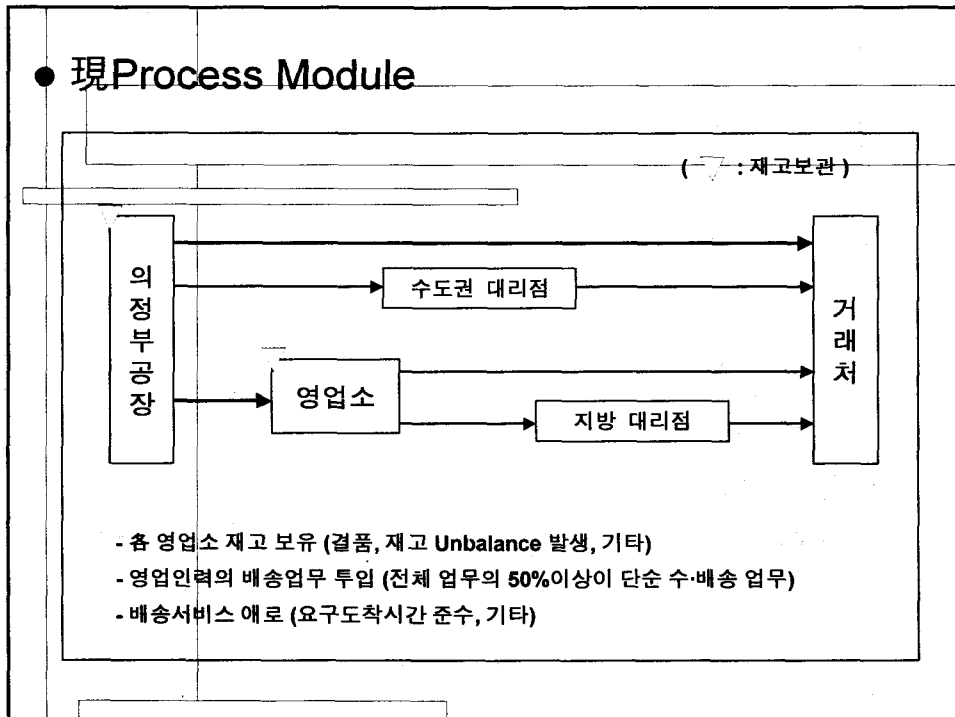 ● 現Process Module
( ▽ : 재고보관 )
의정부공장
수도권 대리점
영업소
지방 대리점
거래처
- 各 영업소 재고 보유 (결품, 재고 Unbalance 발생, 기타)
- 영업인력의 배송업무 투입 (전체 업무의 50%이상이 단순 수·배송 업무)
- 배송서비스 애로 (요구도착시간 준수, 기타)